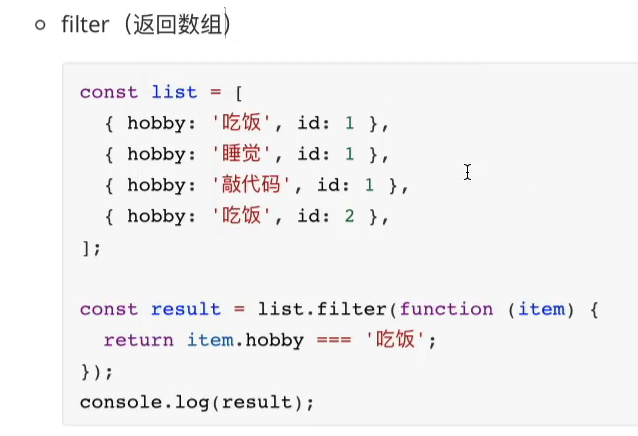 filter（返回数组）
const list = [
  { hobby: '吃饭', id: 1 },
  { hobby: '睡觉', id: 1 },
  { hobby: '敲代码', id: 1 },
  { hobby: '吃饭', id: 2 },
];
const result = list.filter(function (item) {
  return item.hobby === '吃饭';
});
console.log(result);